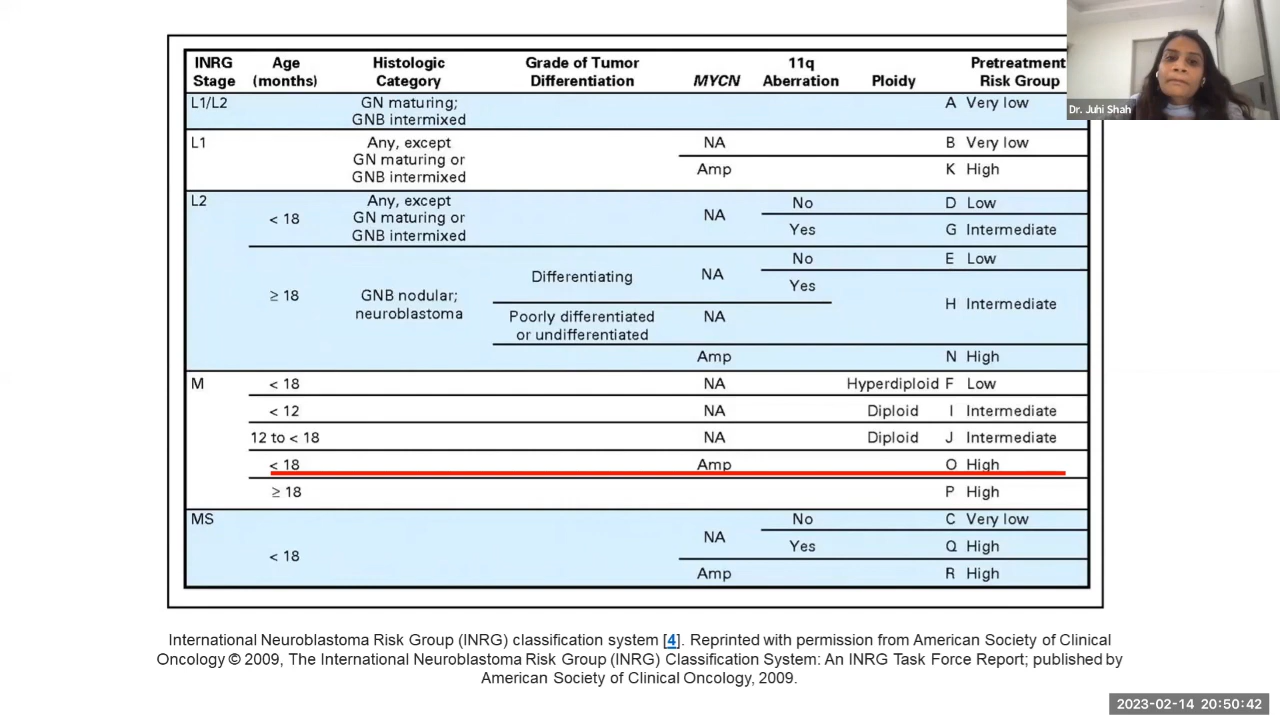 INRG Stage Age (months) Histologic Category Grade of Tumor Differentiation MYCN 11q Aberration Ploidy Pretreatment Risk Group
L1/L2 GN maturing; GNB intermixed A Very low
L1 Any, except GN maturing or GNB intermixed NA B Very low
Amp K High
L2 < 18 Any, except GN maturing or GNB intermixed NA No D Low
Yes G Intermediate
≥ 18 GNB nodular; neuroblastoma Differentiating NA No E Low
Yes H Intermediate
Poorly differentiated or undifferentiated NA
Amp N High
M < 18 NA Hyperdiploid F Low
< 12 NA Diploid I Intermediate
12 to < 18 NA Diploid J Intermediate
< 18 Amp O High
≥ 18 P High
MS < 18 NA No C Very low
Yes Q High
Amp R High
International Neuroblastoma Risk Group (INRG) classification system [4]. Reprinted with permission from American Society of Clinical
Oncology © 2009, The International Neuroblastoma Risk Group (INRG) Classification System: An INRG Task Force Report; published by
American Society of Clinical Oncology, 2009.
Dr. Juhi Shah
2023-02-14 20:50:42